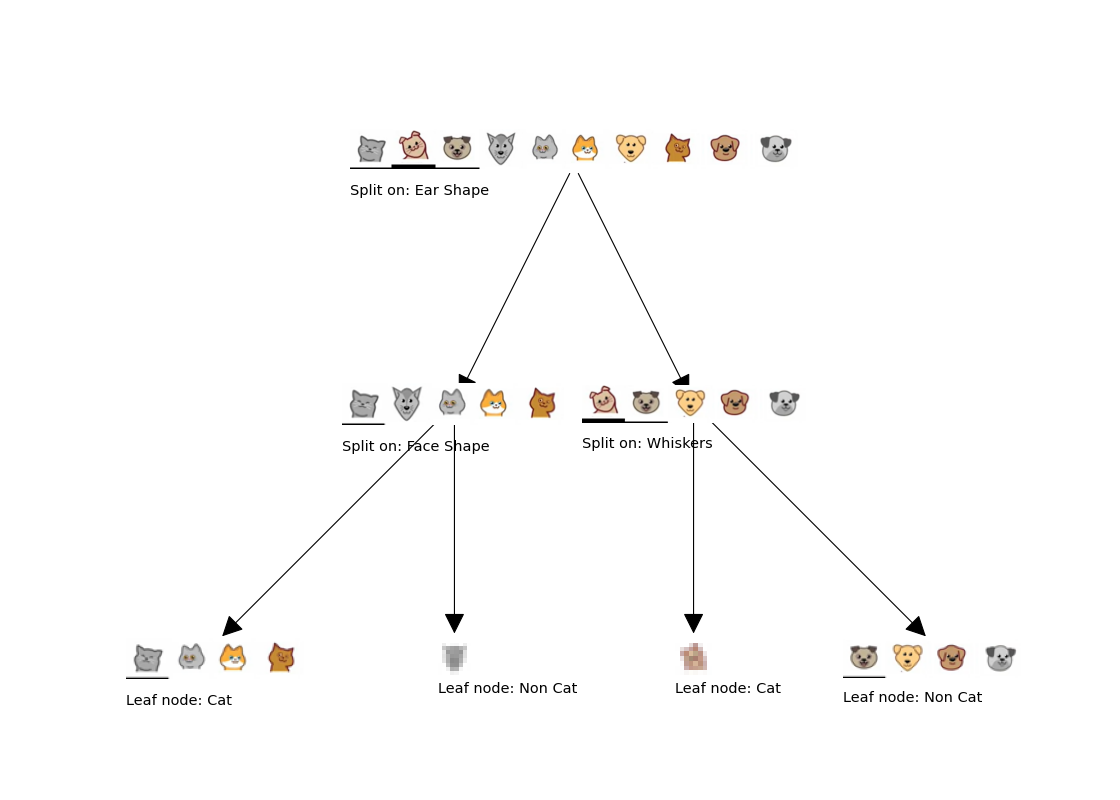 Split on: Ear Shape
Split on: Face Shape
Split on: Whiskers
Leaf node: Cat
Leaf node: Non Cat
Leaf node: Cat
Leaf node: Non Cat